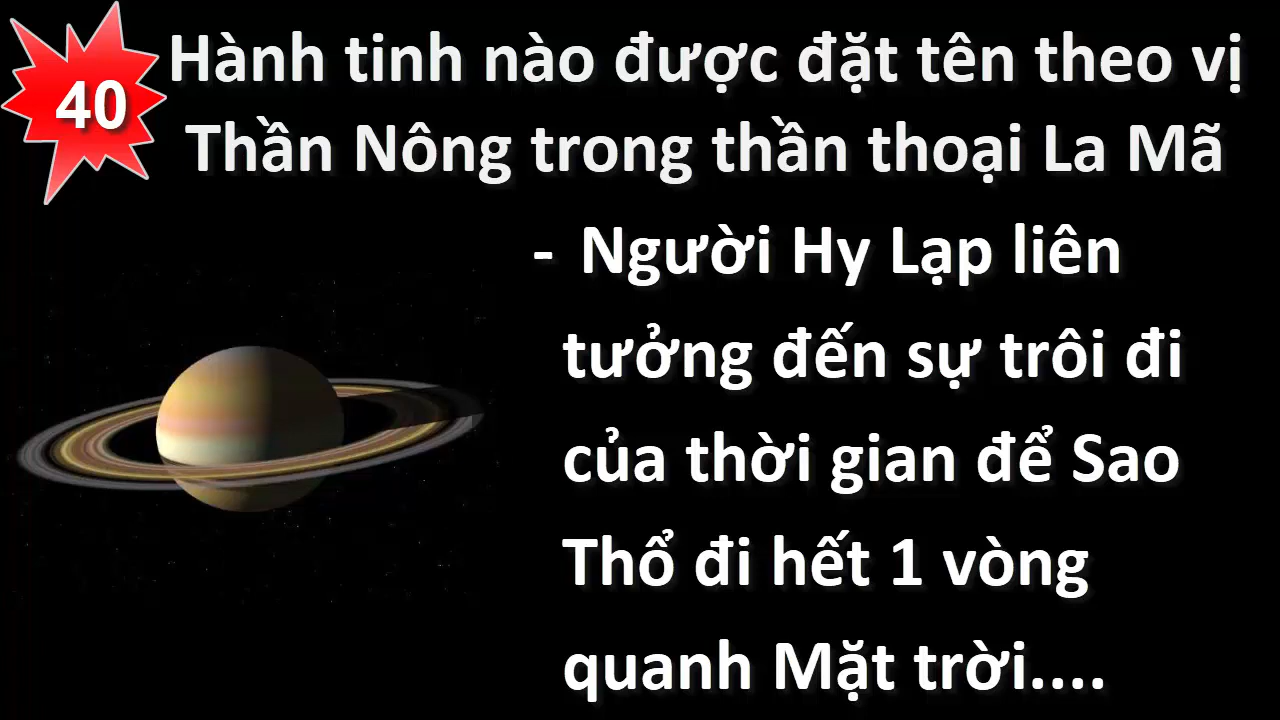 40
Hành tinh nào được đặt tên theo vị
Thần Nông trong thần thoại La Mã
- Người Hy Lạp liên
tưởng đến sự trôi đi
của thời gian để Sao
Thổ đi hết 1 vòng
quanh Mặt trời....